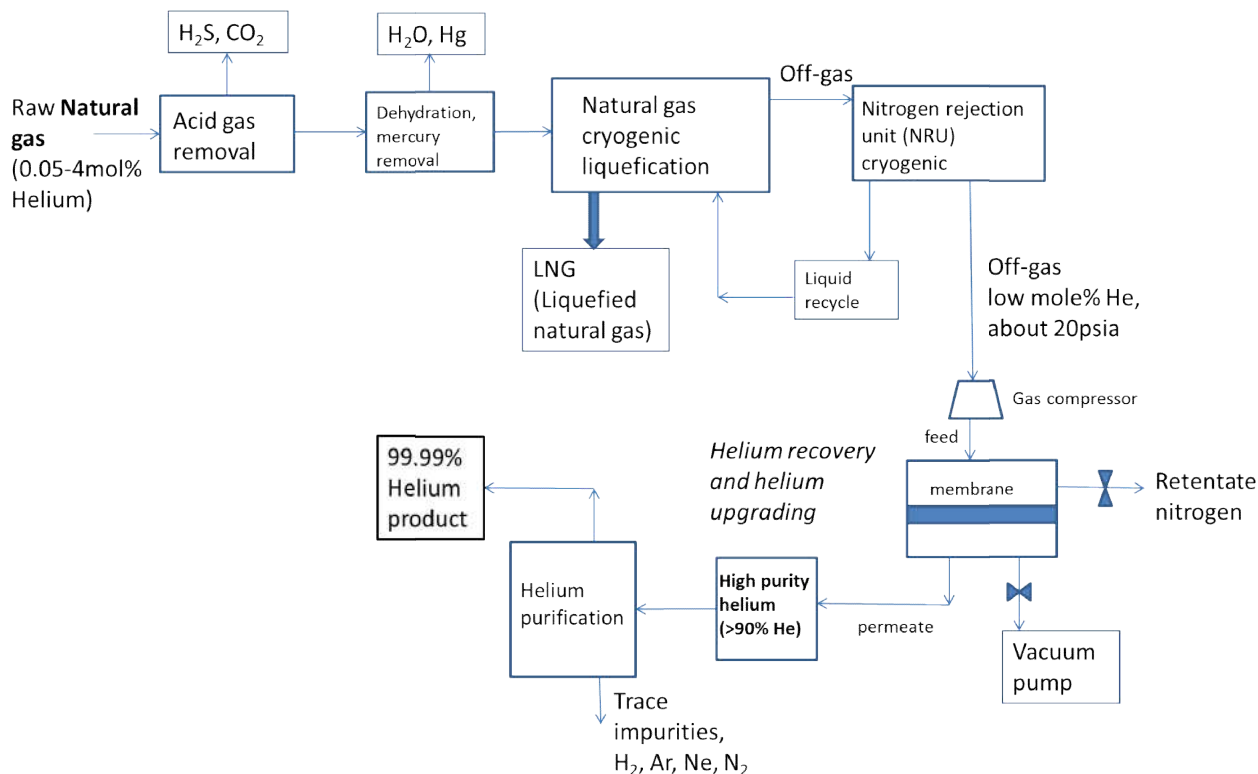 H₂S, CO₂
H₂O, Hg
Raw Natural
gas
(0.05-4mol%
Helium)
Acid gas
removal
Dehydration,
mercury
removal
Natural gas
cryogenic
liquefication
Off-gas
Nitrogen rejection
unit (NRU)
cryogenic
LNG
(Liquefied
natural gas)
Liquid
recycle
Off-gas
low mole% He,
about 20psia
Gas compressor
feed
membrane
Retentate
nitrogen
Helium recovery
and helium
upgrading
99.99%
Helium
product
Helium
purification
High purity
helium
(>90% He)
permeate
Vacuum
pump
Trace
impurities,
H₂, Ar, Ne, N₂